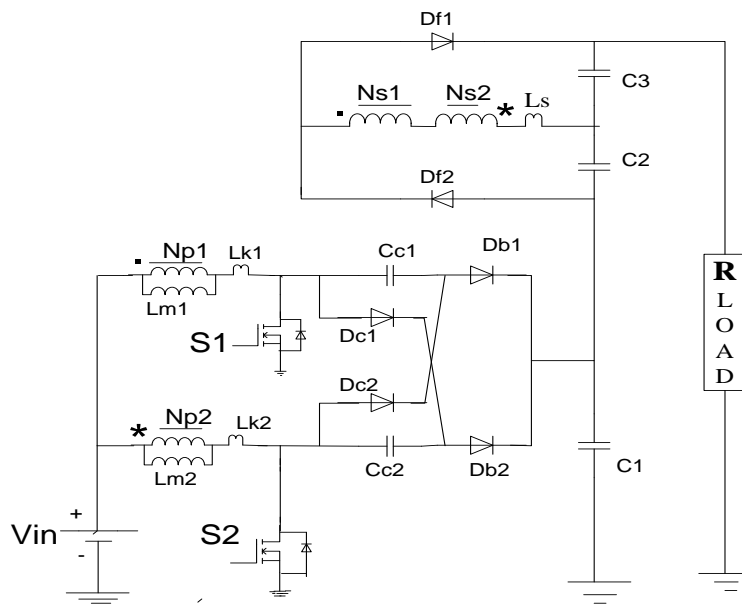 Df1
Ns1
Ns2
*
Ls
C3
C2
Df2
Np1
Lk1
Cc1
Db1
Lm1
S1
Dc1
Dc2
R
L
O
A
D
*
Np2
Lk2
Cc2
Db2
C1
Lm2
+
Vin
-
S2